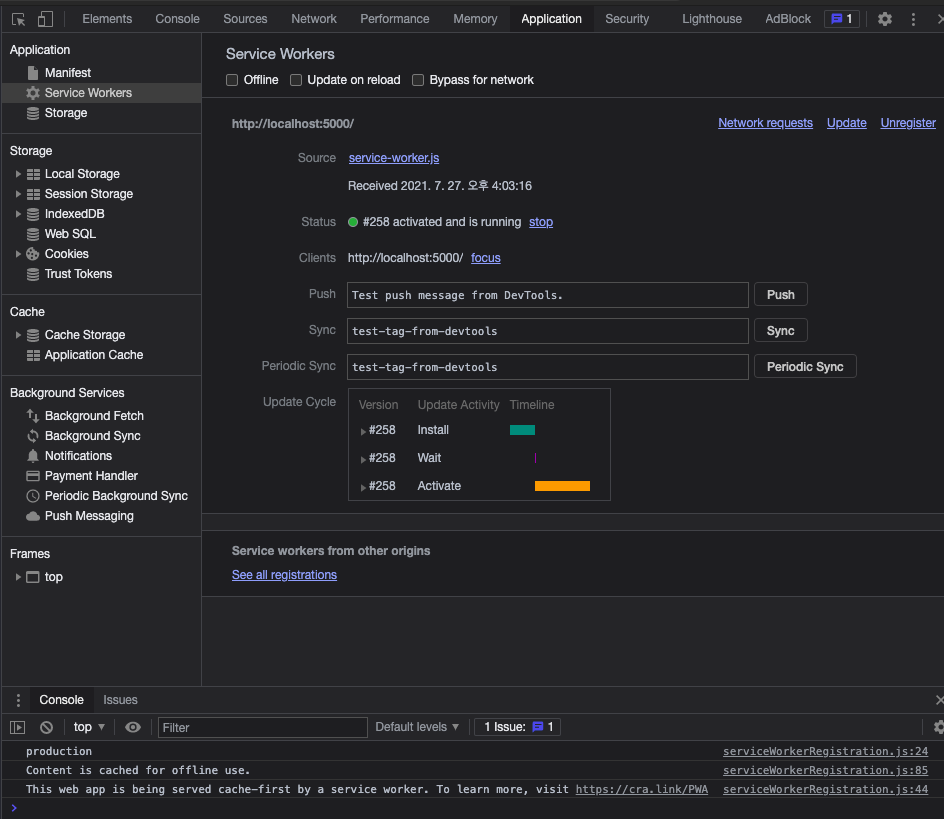 Elements Console Sources Network Performance Memory Application Security Lighthouse AdBlock 1
Application
Manifest
Service Workers
Storage
Storage
Local Storage
Session Storage
IndexedDB
Web SQL
Cookies
Trust Tokens
Cache
Cache Storage
Application Cache
Background Services
Background Fetch
Background Sync
Notifications
Payment Handler
Periodic Background Sync
Push Messaging
Frames
top
Service Workers
Offline Update on reload Bypass for network
http://localhost:5000/ Network requests Update Unregister
Source service-worker.js
Received 2021. 7. 27. 오후 4:03:16
Status #258 activated and is running stop
Clients http://localhost:5000/ focus
Push Test push message from DevTools. Push
Sync test-tag-from-devtools Sync
Periodic Sync test-tag-from-devtools Periodic Sync
Update Cycle Version Update Activity Timeline
#258 Install
#258 Wait
#258 Activate
Service workers from other origins
See all registrations
Console Issues
top Filter Default levels 1 Issue: 1
production serviceWorkerRegistration.js:24
Content is cached for offline use. serviceWorkerRegistration.js:85
This web app is being served cache-first by a service worker. To learn more, visit https://cra.link/PWA serviceWorkerRegistration.js:44